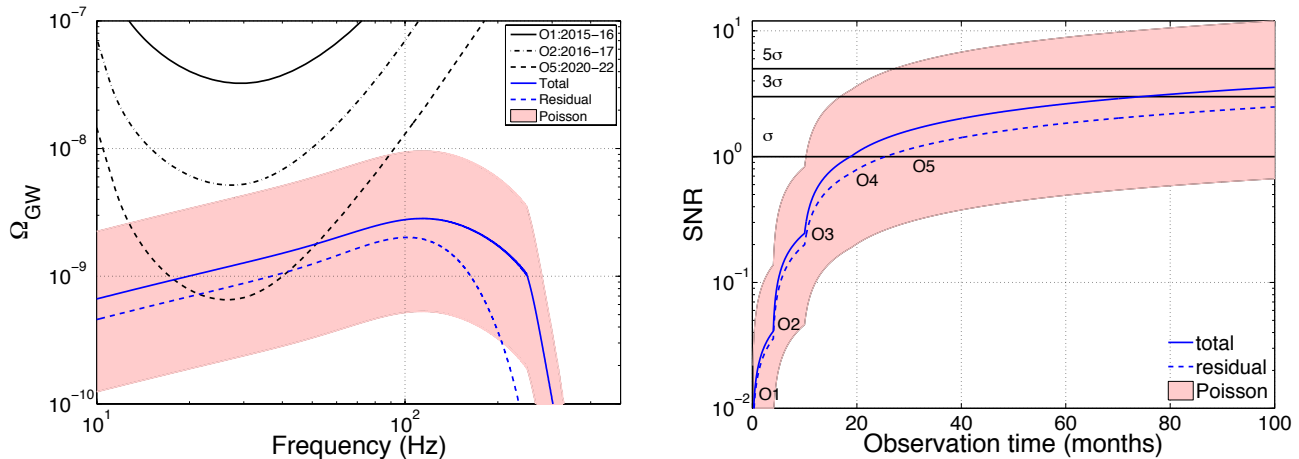 10^-7
10^-8
10^-9
10^-10
Ω_GW
O1:2015-16
O2:2016-17
O5:2020-22
Total
Residual
Poisson
10^1
10^2
Frequency (Hz)
10^1
10^0
10^-1
10^-2
SNR
5σ
3σ
σ
O5
O4
O3
O2
O1
total
residual
Poisson
0
20
40
60
80
100
Observation time (months)